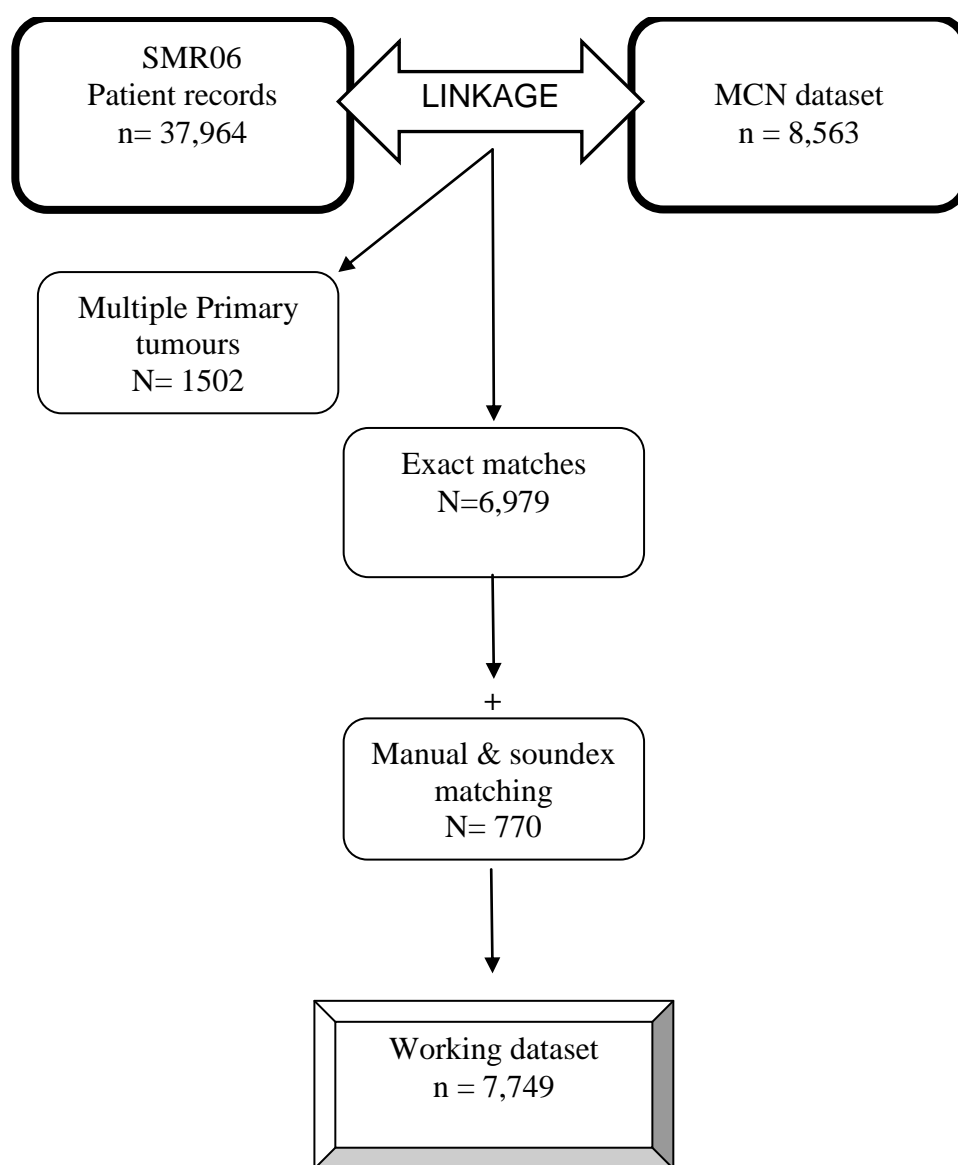 SMR06
Patient records
n= 37,964
LINKAGE
MCN dataset
n = 8,563
Multiple Primary
tumours
N= 1502
Exact matches
N=6,979
+
Manual & soundex
matching
N= 770
Working dataset
n = 7,749